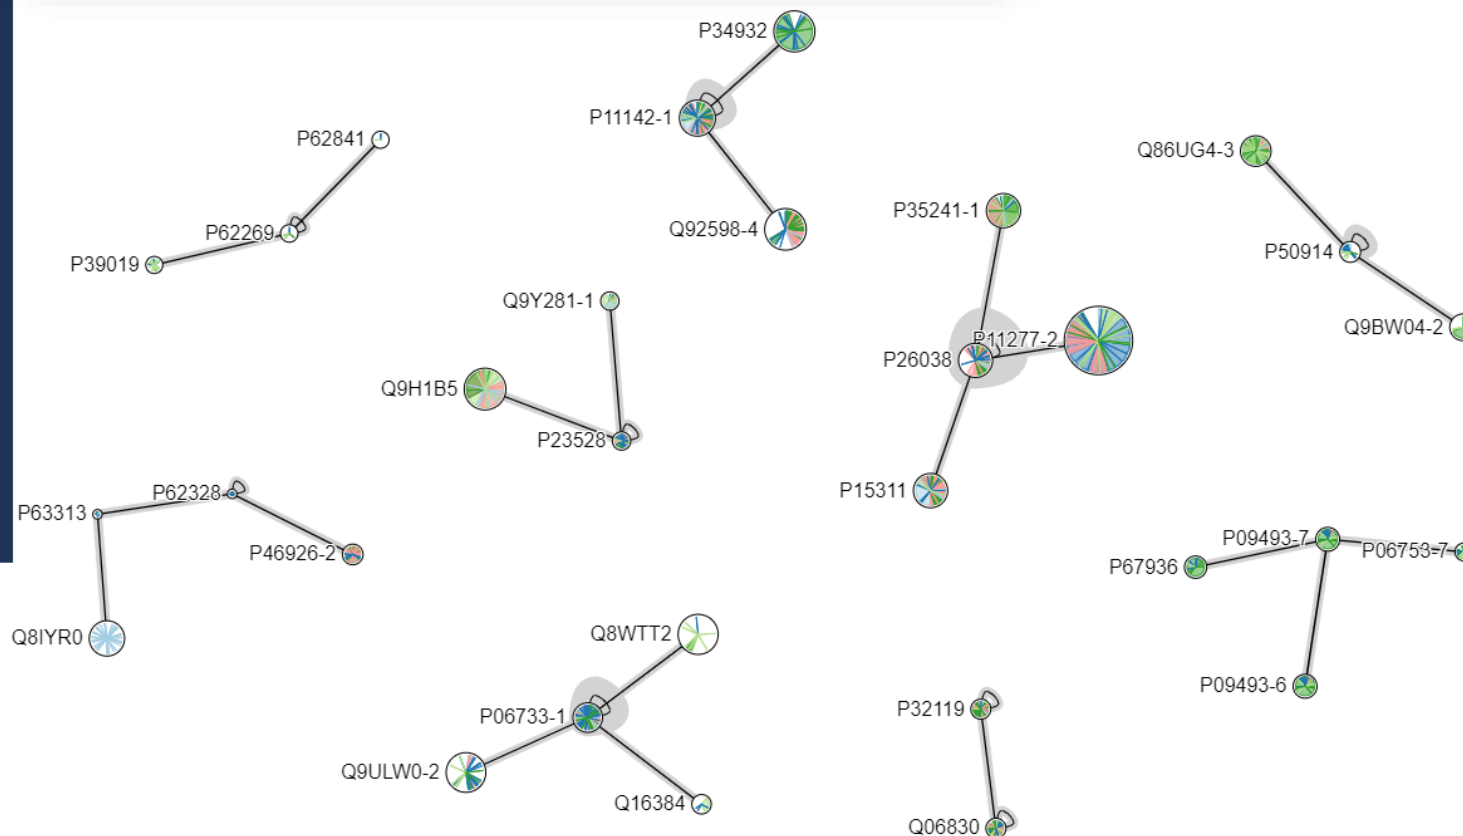 P34932
P11142-1
P62841
Q86UG4-3
P35241-1
P62269
Q92598-4
P50914
P39019
Q9Y281-1
Q9BW04-2
P11277-2
P26038
Q9H1B5
P23528
P62328
P15311
P63313
P46926-2
P09493-7
P06753-7
P67936
Q8IYR0
Q8WTT2
P09493-6
P32119
P06733-1
Q9ULW0-2
Q16384
Q06830